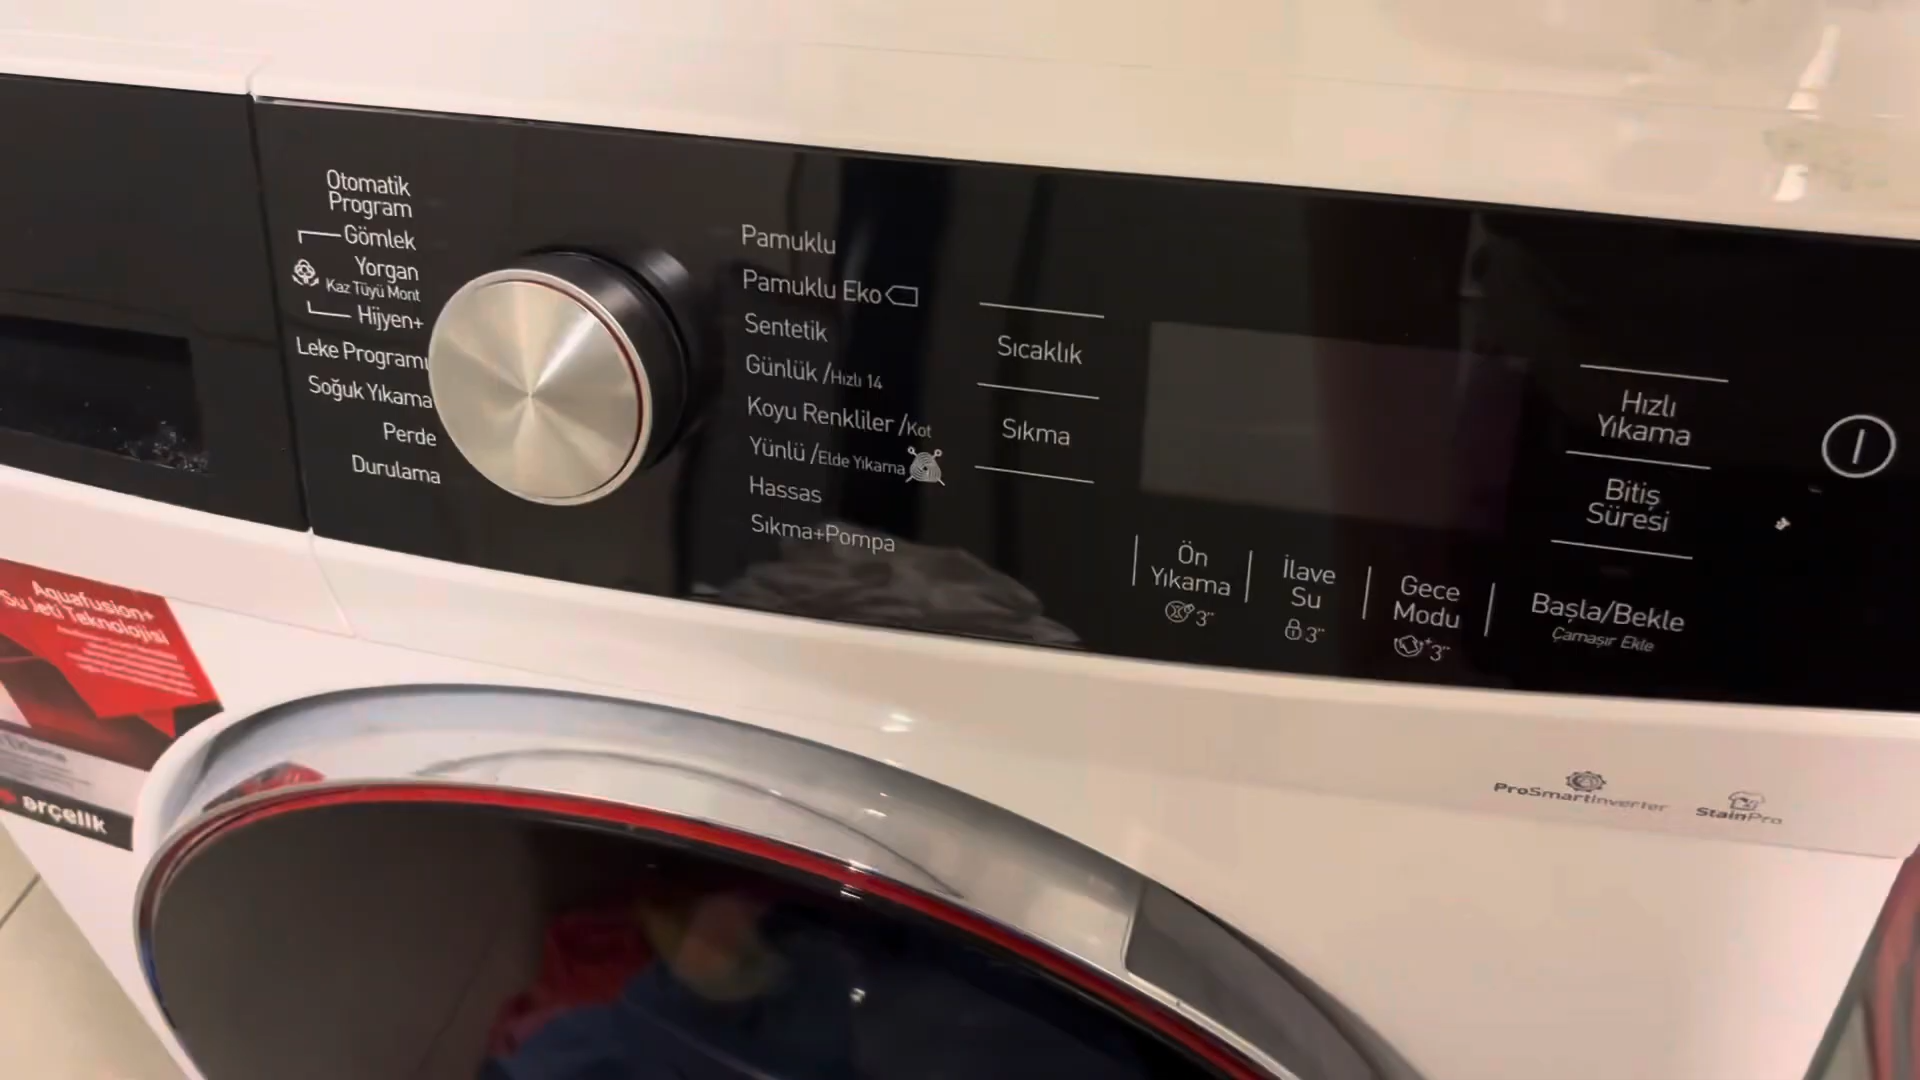 Otomatik
Program
Gömlek
Yorgan
Kaz Tüyü Mont
Hijyen+
Leke Programı
Soğuk Yıkama
Perde
Durulama
Pamuklu
Pamuklu Eko
Sentetik
Günlük /Hızlı 14
Koyu Renkliler /Kot
Yünlü /Elde Yıkama
Hassas
Sıkma+Pompa
Sıcaklık
Sıkma
Ön
Yıkama
3"
İlave
Su
3"
Gece
Modu
3"
Hızlı
Yıkama
Bitiş
Süresi
Başla/Bekle
Çamaşır Ekle
Aquafusion+
Su Jeti Teknolojisi
arçelik
ProSmartInverter
StainPro